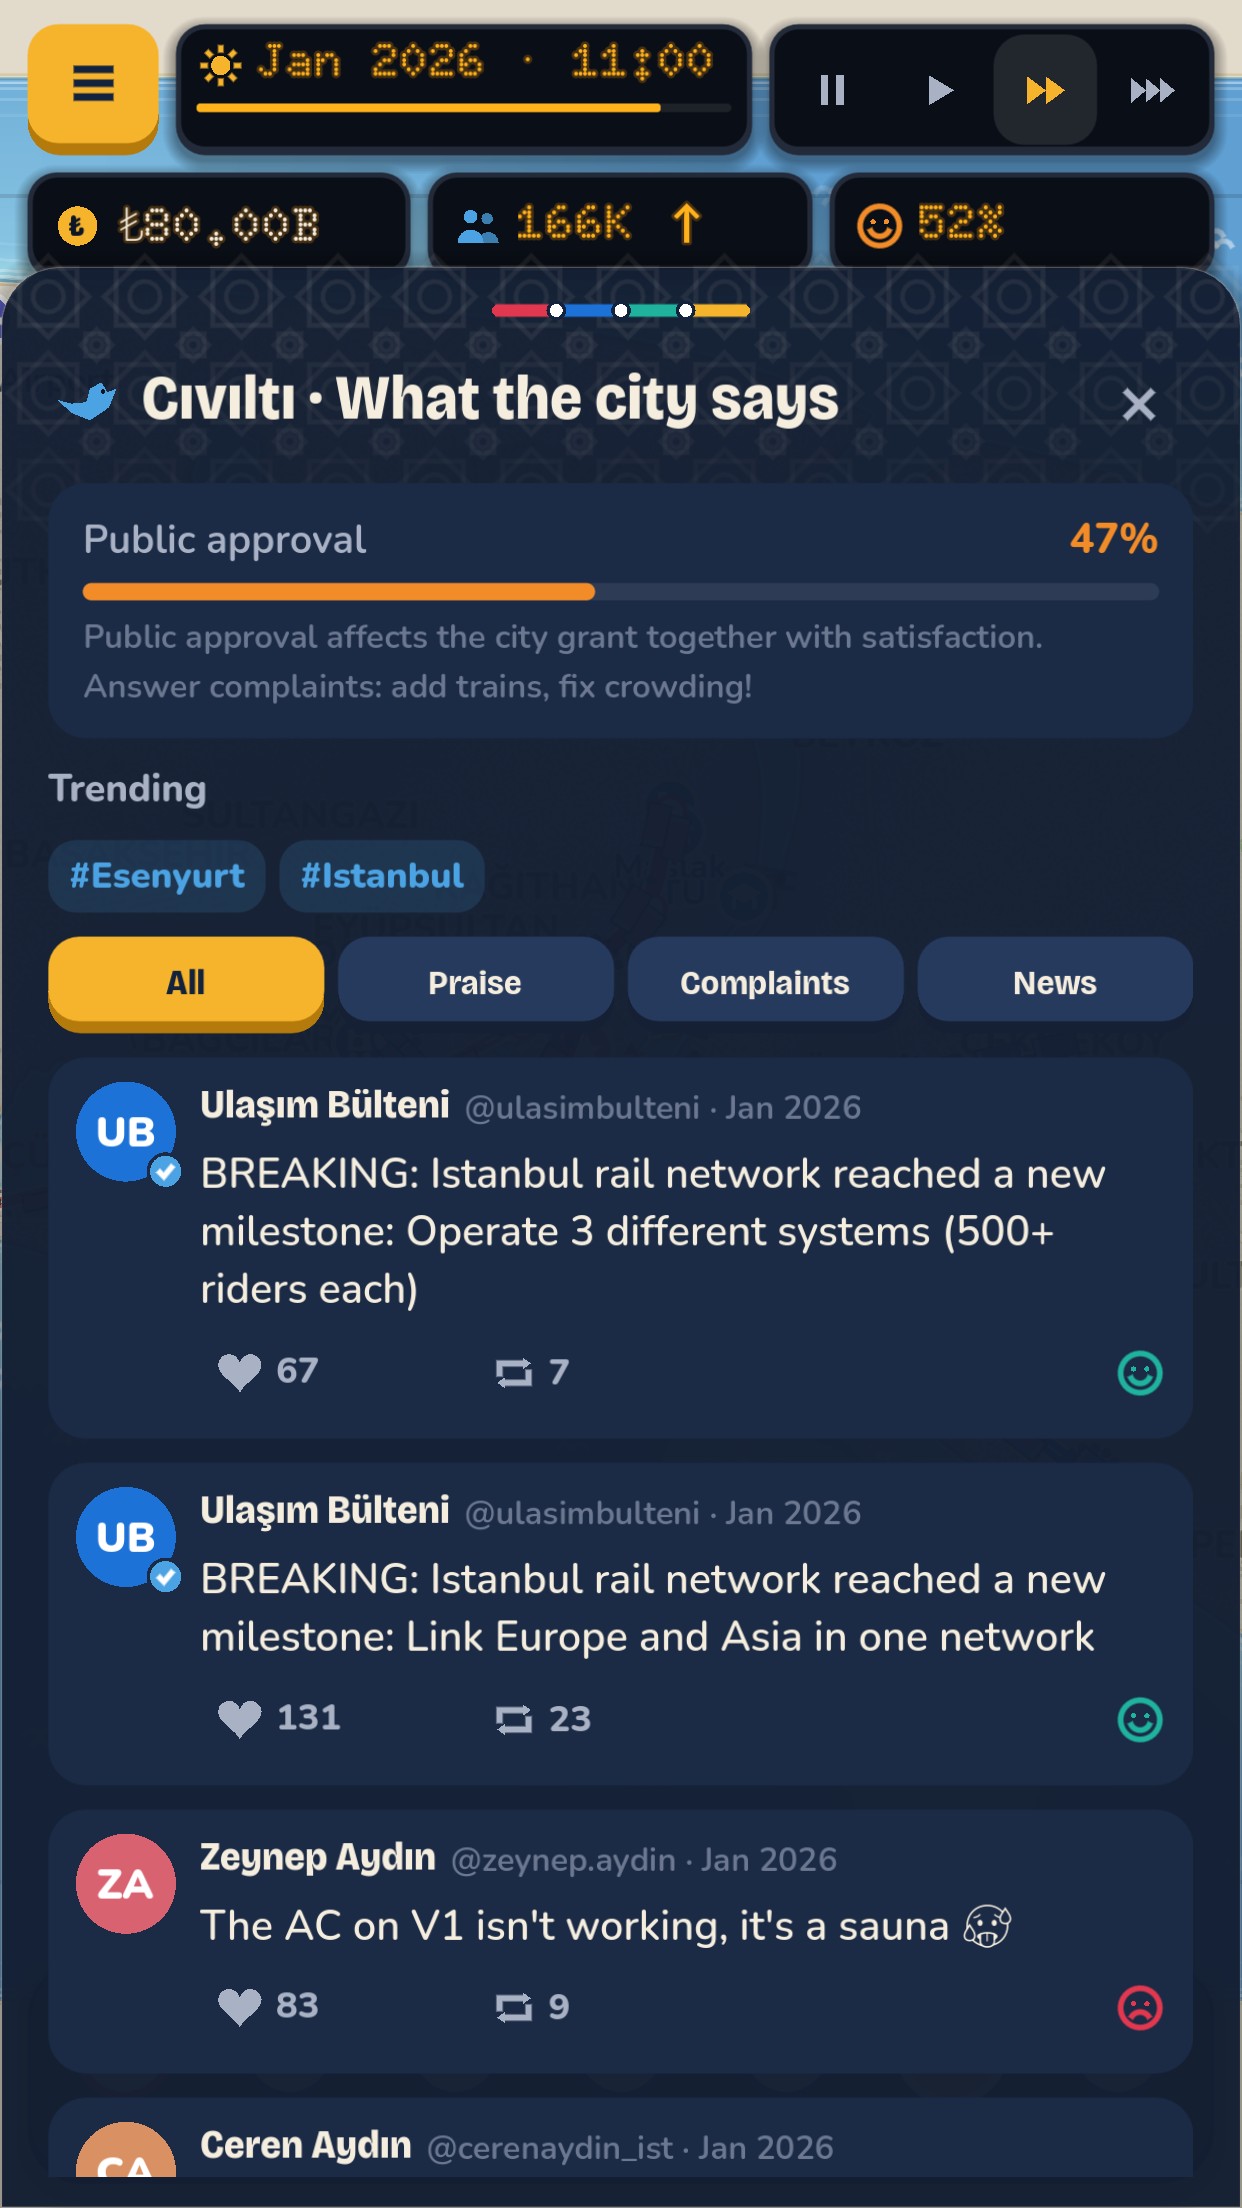 Jan 2026 · 11:00
₺80.00B
166K
52%
Cıvıltı · What the city says
Public approval
47%
Public approval affects the city grant together with satisfaction.
Answer complaints: add trains, fix crowding!
Trending
#Esenyurt
#Istanbul
All
Praise
Complaints
News
UB
Ulaşım Bülteni @ulasimbulteni · Jan 2026
BREAKING: Istanbul rail network reached a new
milestone: Operate 3 different systems (500+
riders each)
67
7
UB
Ulaşım Bülteni @ulasimbulteni · Jan 2026
BREAKING: Istanbul rail network reached a new
milestone: Link Europe and Asia in one network
131
23
ZA
Zeynep Aydın @zeynep.aydin · Jan 2026
The AC on V1 isn't working, it's a sauna 🥵
83
9
CA
Ceren Aydın @cerenaydin_ist · Jan 2026